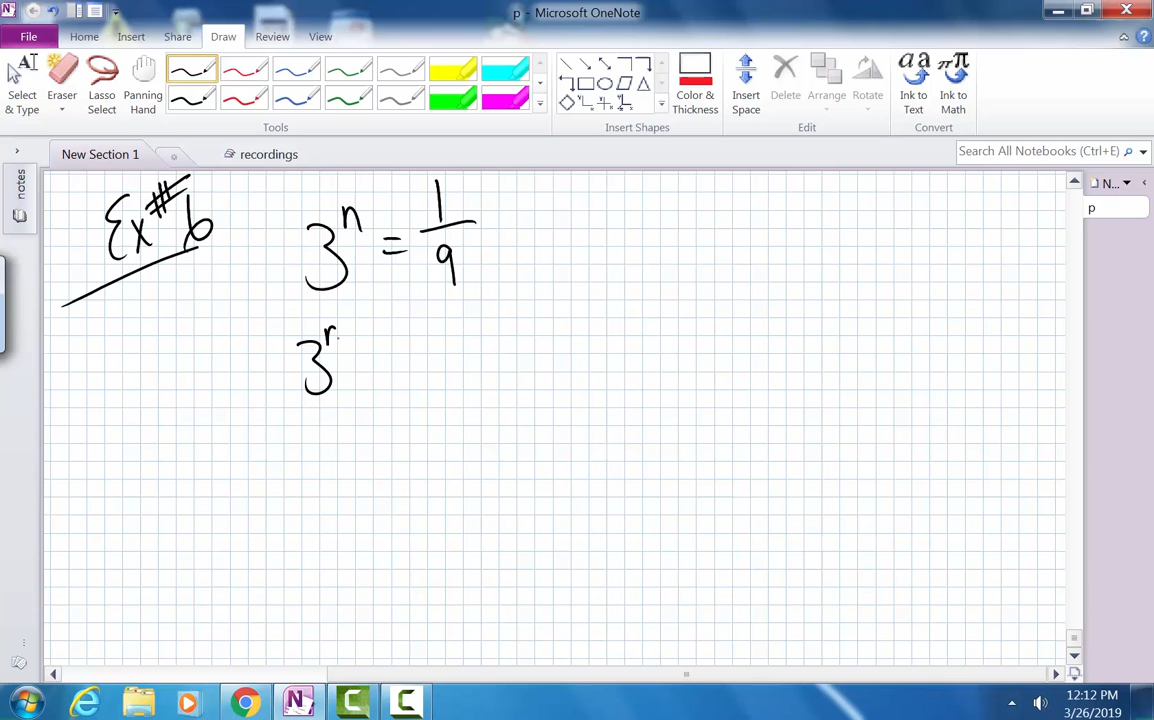 p - Microsoft OneNote
File Home Insert Share Draw Review View
Select & Type
Eraser
Lasso Select
Panning Hand
Color & Thickness
Insert Space
Delete
Arrange
Rotate
Ink to Text
Ink to Math
Tools
Insert Shapes
Edit
Convert
New Section 1
recordings
Search All Notebooks (Ctrl+E)
notes
N...
p
Ex #6
3^n = 1/9
3^r
12:12 PM
3/26/2019